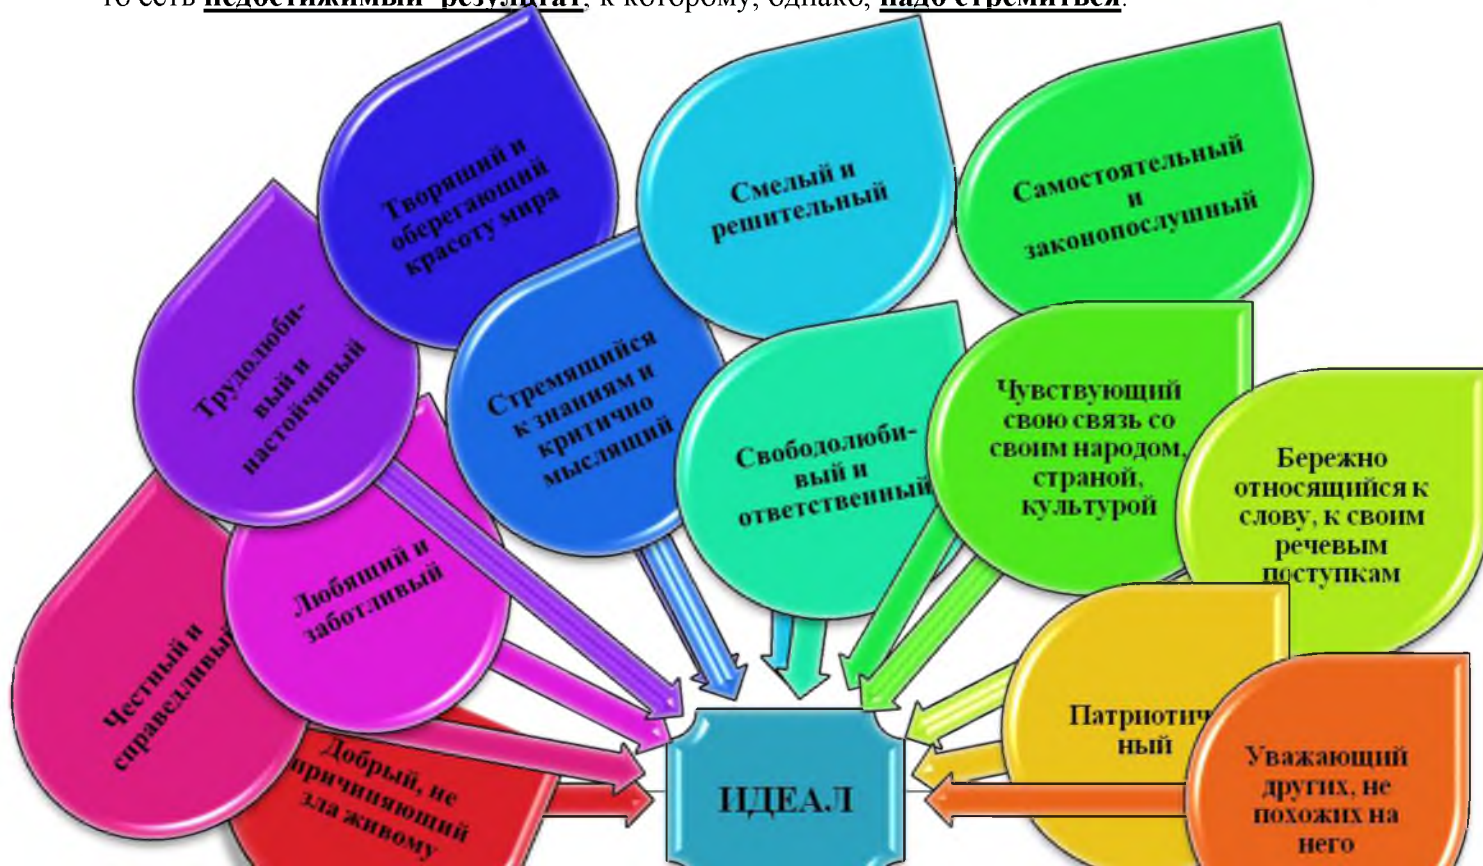 то есть недостижимый результат, к которому, однако, надо стремиться.
Творящий и
оберегающий
красоту мира
Смелый и
решительный
Самостоятельный
и
законопослушный
Трудолюби-
вый и
настойчивый
Стремящийся
к знаниям и
критично
мыслящий
Свободолюби-
вый и
ответственный
Чувствующий
свою связь со
своим народом,
страной,
культурой
Бережно
относящийся к
слову, к своим
речевым
поступкам
Любящий и
заботливый
Честный и
справедливый
Патриотич
ный
Добрый, не
причиняющий
зла живому
ИДЕАЛ
Уважающий
других, не
похожих на
него